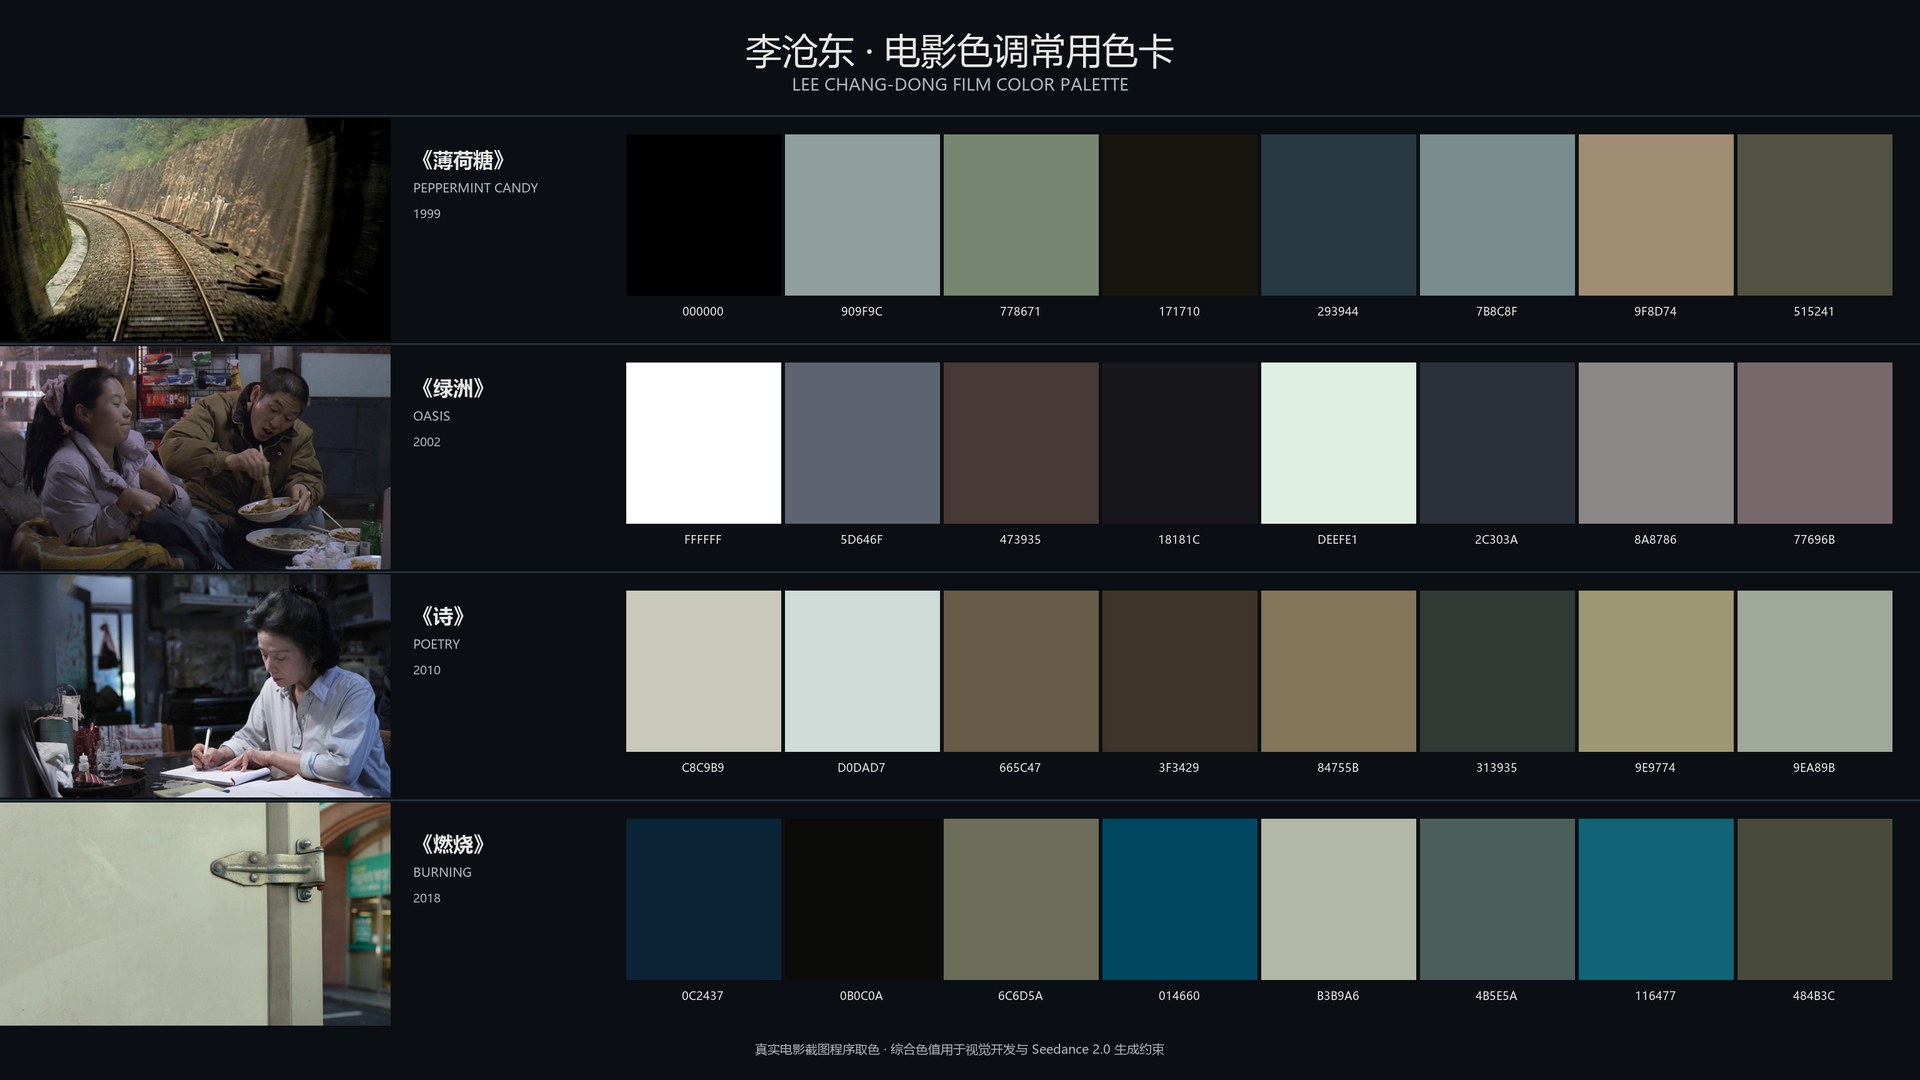 李沧东 · 电影色调常用色卡
LEE CHANG-DONG FILM COLOR PALETTE
《薄荷糖》
PEPPERMINT CANDY
1999
000000 909F9C 778671 171710 293944 7B8C8F 9F8D74 515241
《绿洲》
OASIS
2002
FFFFFF 5D646F 473935 18181C DEEFE1 2C303A 8A8786 77696B
《诗》
POETRY
2010
C8C9B9 D0DAD7 665C47 3F3429 84755B 313935 9E9774 9EA89B
《燃烧》
BURNING
2018
0C2437 0B0C0A 6C6D5A 014660 B3B9A6 4B5E5A 116477 484B3C
真实电影截图程序取色 · 综合色值用于视觉开发与 Seedance 2.0 生成约束